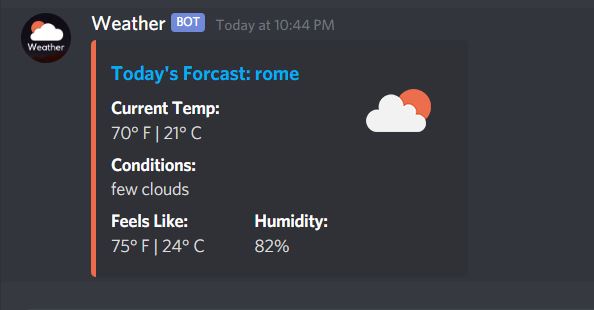 Weather BOT Today at 10:44 PM
Weather
Today's Forcast: rome
Current Temp:
70° F | 21° C
Conditions:
few clouds
Feels Like: Humidity:
75° F | 24° C 82%